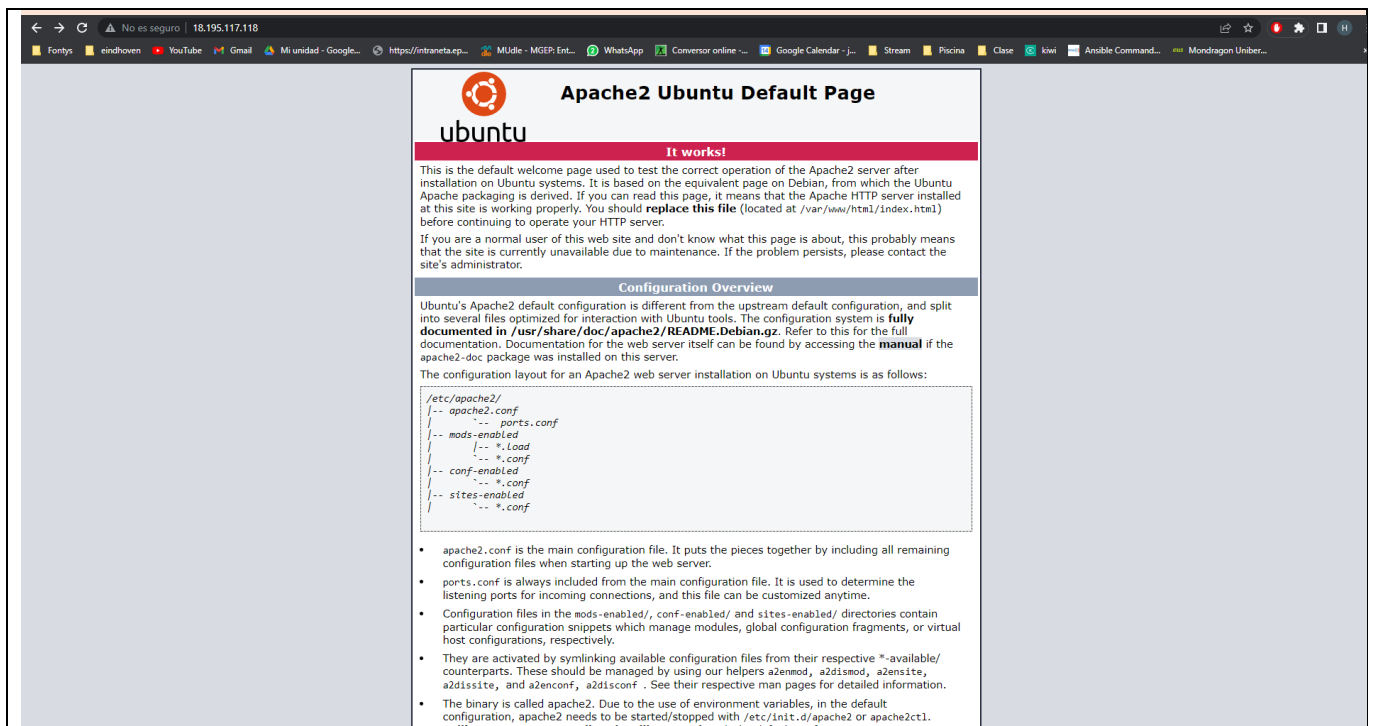 No es seguro | 18.195.117.118
Fontys eindhoven YouTube Gmail Mi unidad - Google... https://intraneta.ep... MUdle - MGEP: Ent... WhatsApp Conversor online -... Google Calendar - j... Stream Piscina Clase kiwi Ansible Command... Mondragon Uniber...
Apache2 Ubuntu Default Page
ubuntu
It works!
This is the default welcome page used to test the correct operation of the Apache2 server after
installation on Ubuntu systems. It is based on the equivalent page on Debian, from which the Ubuntu
Apache packaging is derived. If you can read this page, it means that the Apache HTTP server installed
at this site is working properly. You should replace this file (located at /var/www/html/index.html)
before continuing to operate your HTTP server.
If you are a normal user of this web site and don't know what this page is about, this probably means
that the site is currently unavailable due to maintenance. If the problem persists, please contact the
site's administrator.
Configuration Overview
Ubuntu's Apache2 default configuration is different from the upstream default configuration, and split
into several files optimized for interaction with Ubuntu tools. The configuration system is fully
documented in /usr/share/doc/apache2/README.Debian.gz. Refer to this for the full
documentation. Documentation for the web server itself can be found by accessing the manual if the
apache2-doc package was installed on this server.
The configuration layout for an Apache2 web server installation on Ubuntu systems is as follows:
/etc/apache2/
|-- apache2.conf
|       `--  ports.conf
|-- mods-enabled
|       |-- *.load
|       `-- *.conf
|-- conf-enabled
|       `-- *.conf
|-- sites-enabled
|       `-- *.conf
• apache2.conf is the main configuration file. It puts the pieces together by including all remaining
configuration files when starting up the web server.
• ports.conf is always included from the main configuration file. It is used to determine the
listening ports for incoming connections, and this file can be customized anytime.
• Configuration files in the mods-enabled/, conf-enabled/ and sites-enabled/ directories contain
particular configuration snippets which manage modules, global configuration fragments, or virtual
host configurations, respectively.
• They are activated by symlinking available configuration files from their respective *-available/
counterparts. These should be managed by using our helpers a2enmod, a2dismod, a2ensite,
a2dissite, and a2enconf, a2disconf . See their respective man pages for detailed information.
• The binary is called apache2. Due to the use of environment variables, in the default
configuration, apache2 needs to be started/stopped with /etc/init.d/apache2 or apache2ctl.